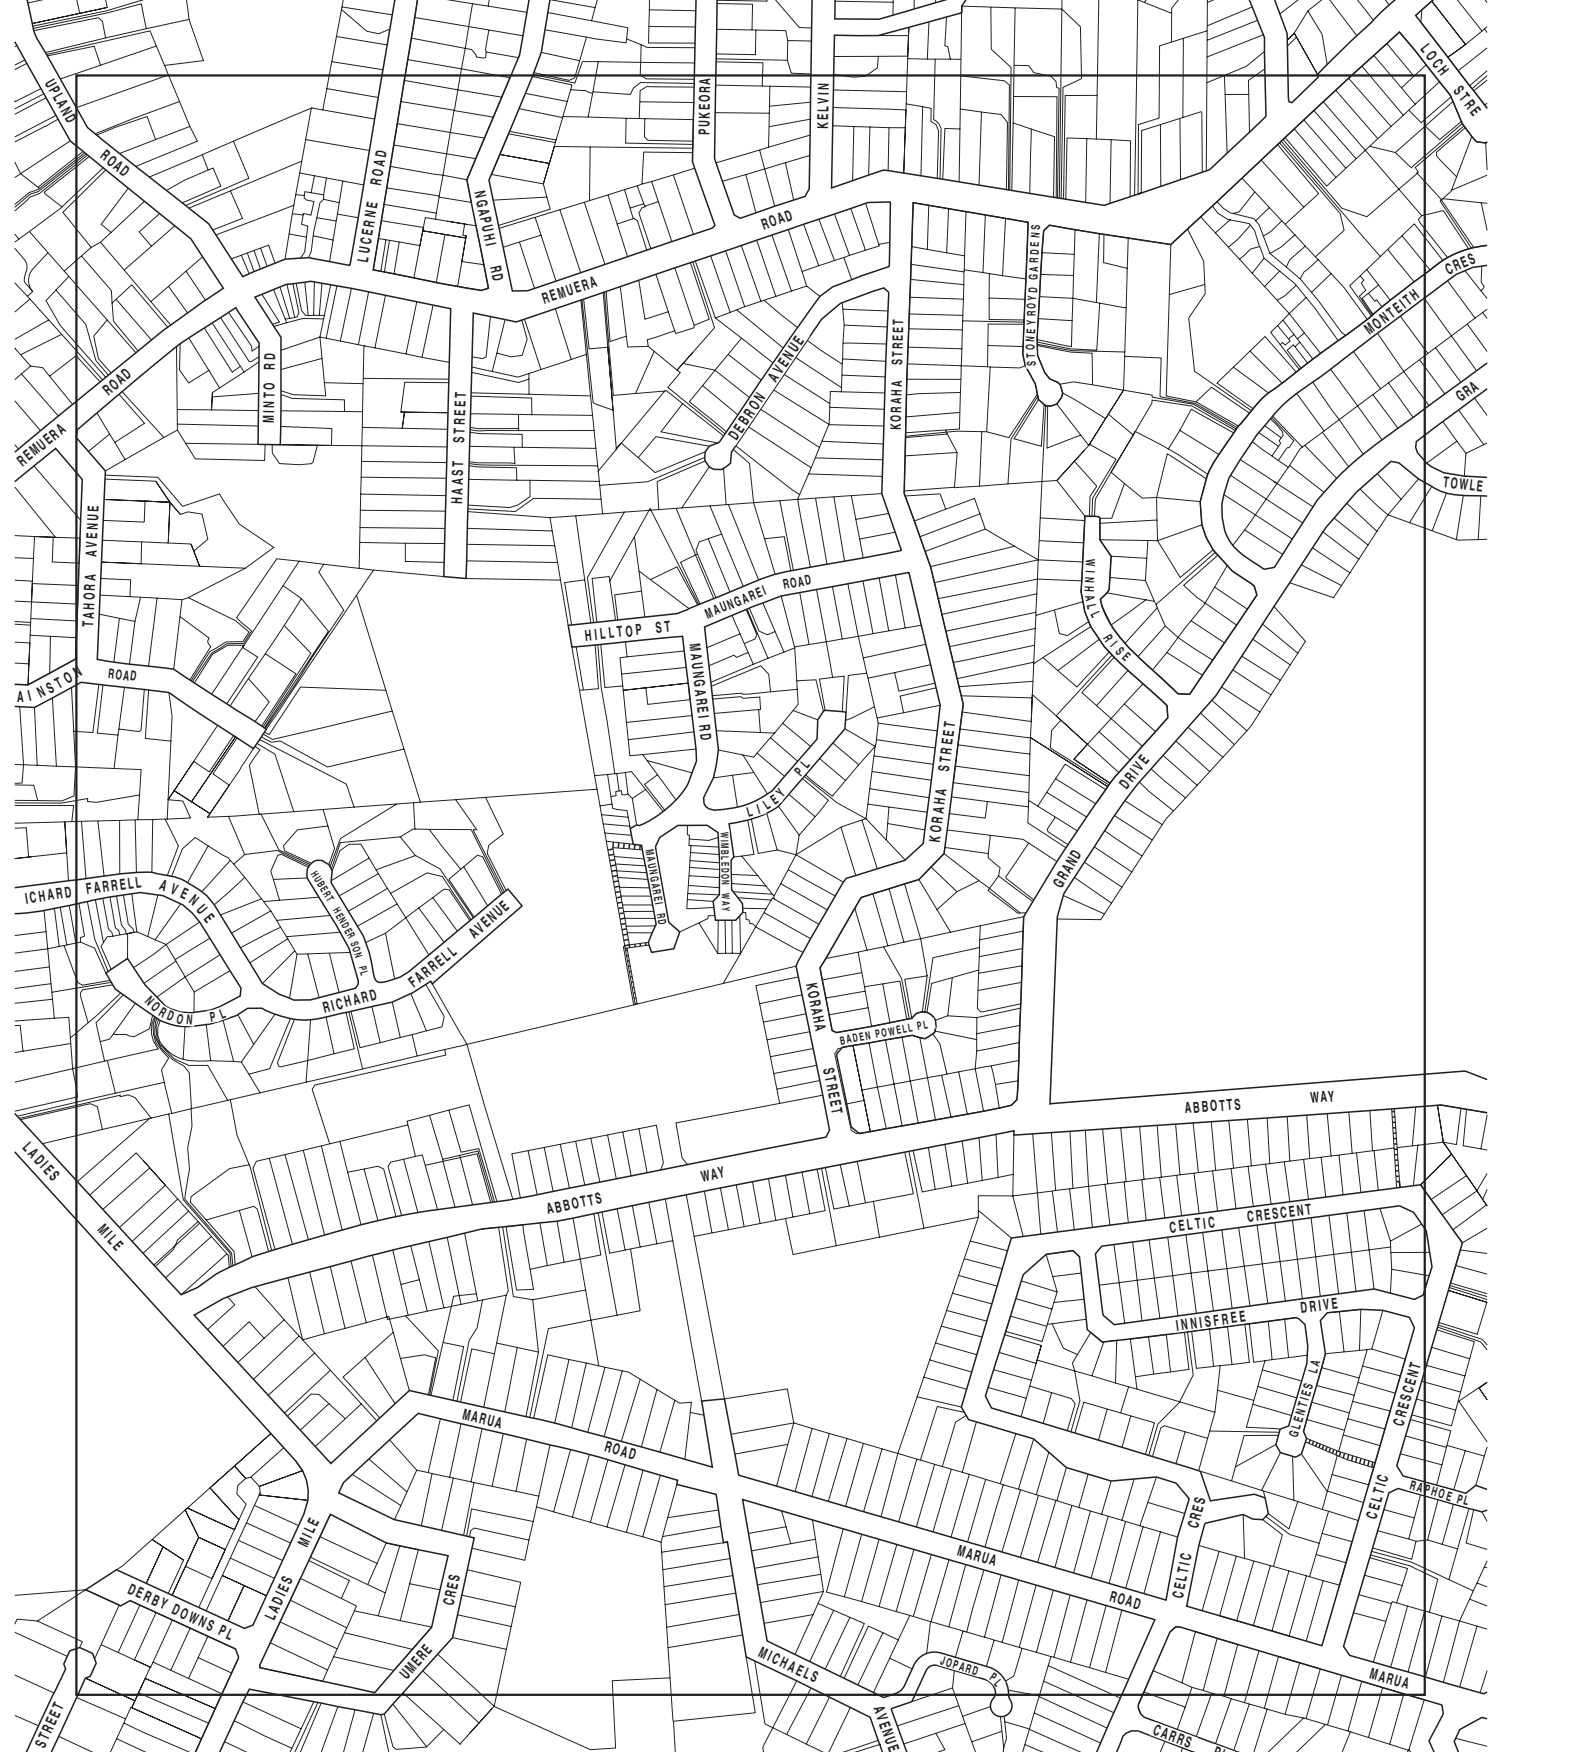 LOCH STRE
UPLAND
ROAD
PUKEORA
KELVIN
LUCERNE ROAD
NGAPUHI RD
ROAD
REMUERA
STONEYROYD GARDENS
MONTEITH CRES
KORAHA STREET
DEBRON AVENUE
MINTO RD
ROAD
REMUERA
HAAST STREET
GRA
TOWLE
TAHORA AVENUE
WINHALL RISE
MAUNGAREI ROAD
HILLTOP ST
AINSTON
ROAD
MAUNGAREI RD
KORAHA STREET
LILEY PL
GRAND DRIVE
MAUNGAREI RD
WIMBLEDON WAY
ICHARD FARRELL AVENUE
HUBERT HENDERSON PL
RICHARD FARRELL AVENUE
NORDON PL
KORAHA STREET
BADEN POWELL PL
ABBOTTS WAY
LADIES MILE
ABBOTTS WAY
CELTIC CRESCENT
INNISFREE DRIVE
GLENTIES LA
CELTIC CRESCENT
RAPHOE PL
MARUA ROAD
CELTIC CRES
LADIES MILE
MARUA ROAD
DERBY DOWNS PL
UMERE CRES
MICHAELS AVENUE
JOPARD PL
MARUA
STREET
CARRS